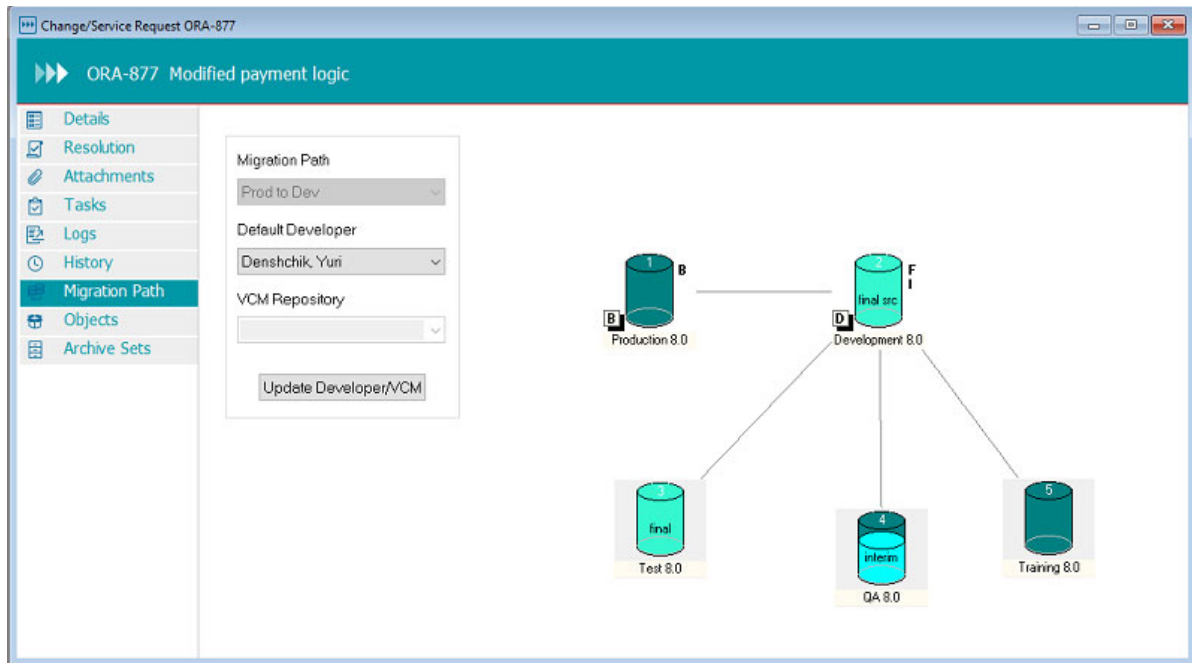 Change/Service Request ORA-877
ORA-877 Modified payment logic
Details
Resolution
Attachments
Tasks
Logs
History
Migration Path
Objects
Archive Sets
Migration Path
Prod to Dev
Default Developer
Denshchik, Yuri
VCM Repository
Update Developer/VCM
1
B
B
Production 8.0
2
F
I
final src
D
Development 8.0
3
final
Test 8.0
4
interim
QA 8.0
5
Training 8.0